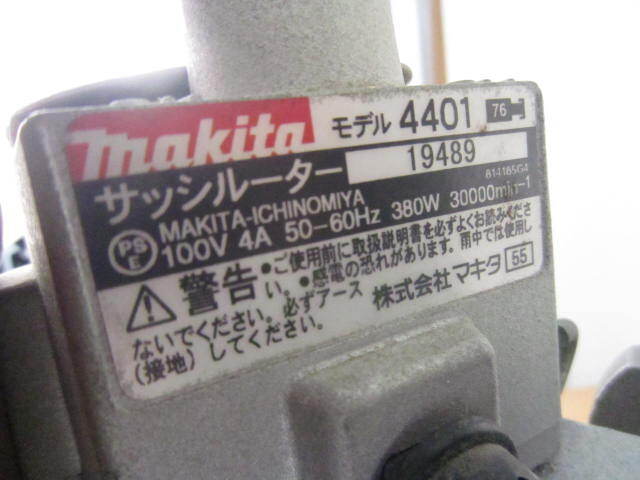 makita モデル 4401 76
サッシルーター 19489
814185G4
MAKITA-ICHINOMIYA
PSE 100V 4A 50-60Hz 380W 30000min-1
警告 •ご使用前に取扱説明書を必ずよくお読みくださ
い。•感電の恐れがあります。雨中では使用し
ないでください。必ずアース
(接地)してください。
株式会社マキタ 55